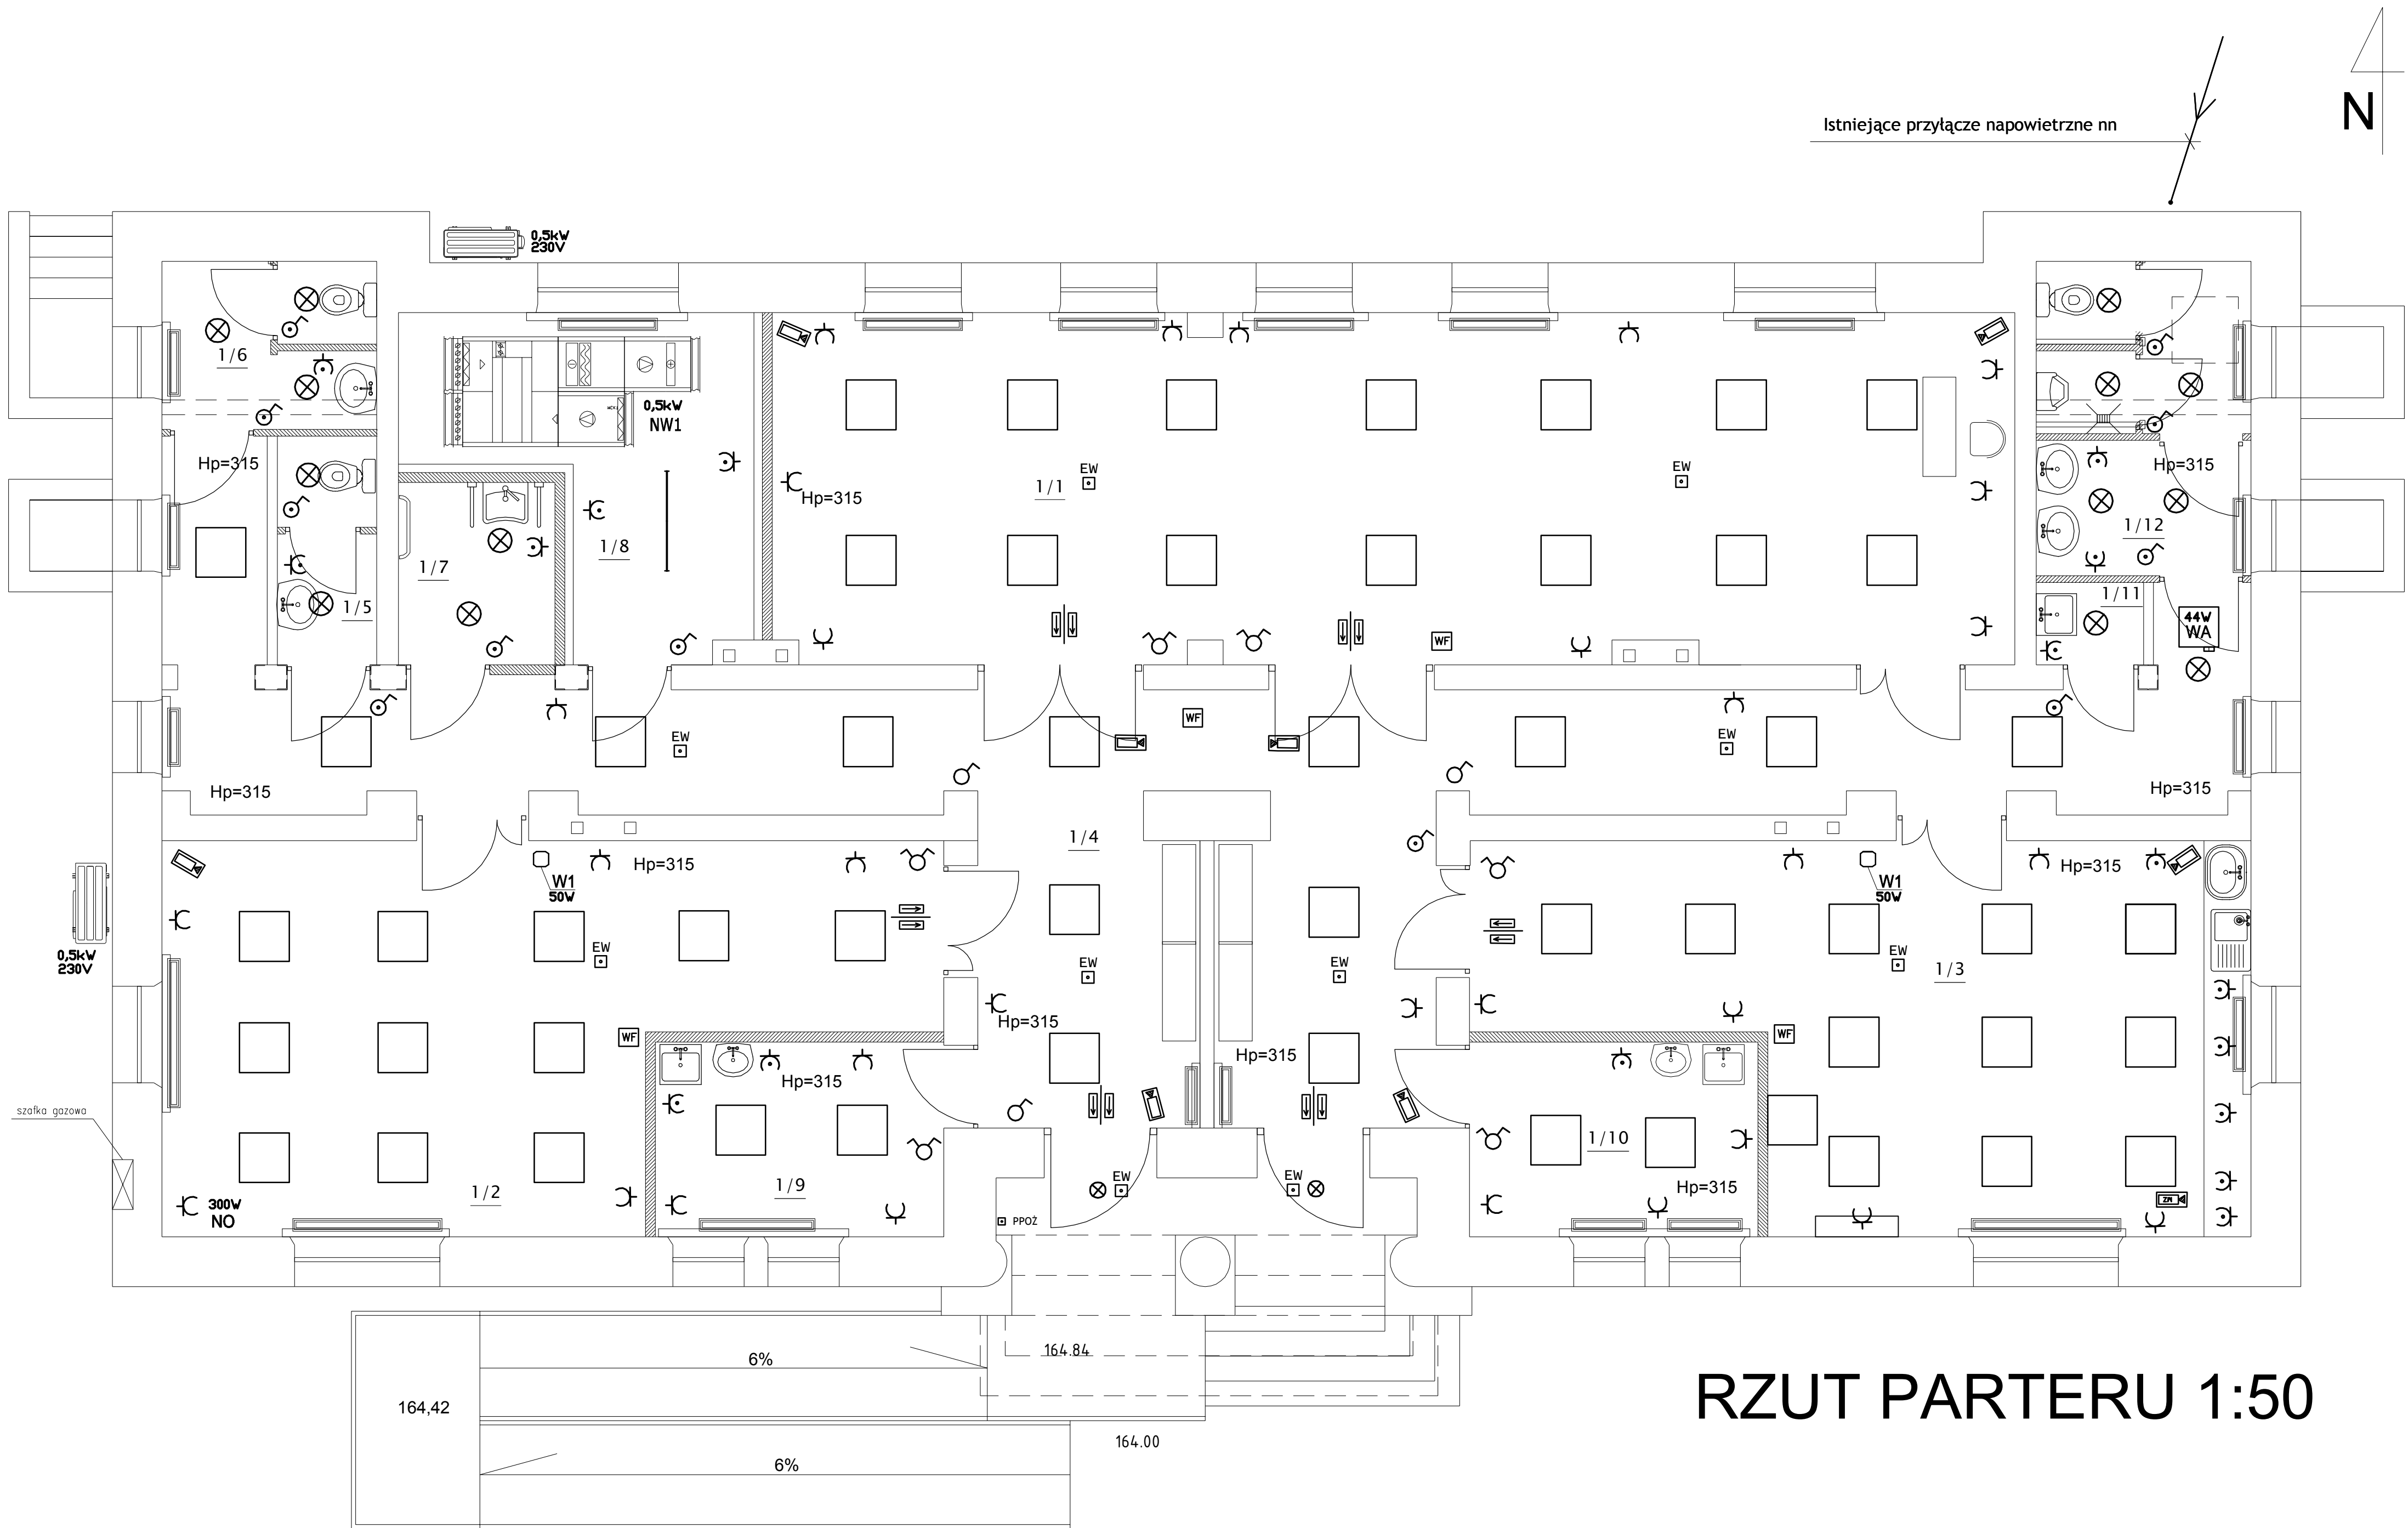 Istniejące przyłącze napowietrzne nn
N
0,5kW
230V
1/6
0,5kW
NW1
Hp=315
Hp=315
EW
EW
1/1
Hp=315
1/12
1/8
1/7
1/5
1/11
44W
WA
WF
WF
EW
EW
Hp=315
Hp=315
1/4
Hp=315
Hp=315
W1
50W
W1
50W
EW
EW
1/3
0,5kW
230V
EW
EW
Hp=315
WF
WF
Hp=315
Hp=315
szafka gazowa
1/10
EW
EW
1/9
1/2
Hp=315
300W
NO
ZM
PPOŻ
164.84
6%
164,42
RZUT PARTERU 1:50
164.00
6%